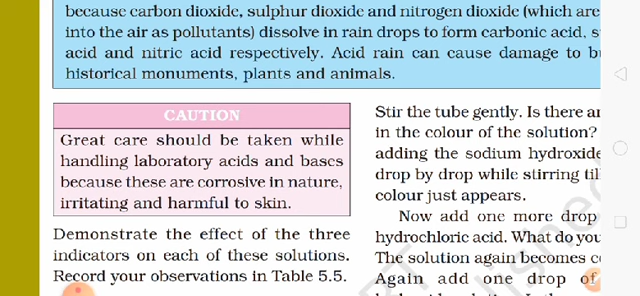 because carbon dioxide, sulphur dioxide and nitrogen dioxide (which are
into the air as pollutants) dissolve in rain drops to form carbonic acid, s
acid and nitric acid respectively. Acid rain can cause damage to b
historical monuments, plants and animals.
CAUTION
Great care should be taken while
handling laboratory acids and bases
because these are corrosive in nature,
irritating and harmful to skin.
Demonstrate the effect of the three
indicators on each of these solutions.
Record your observations in Table 5.5.
Stir the tube gently. Is there
in the colour of the solution?
adding the sodium hydroxide
drop by drop while stirring
colour just appears.
Now add one more drop
hydrochloric acid. What do you
The solution again becomes
Again add one drop of